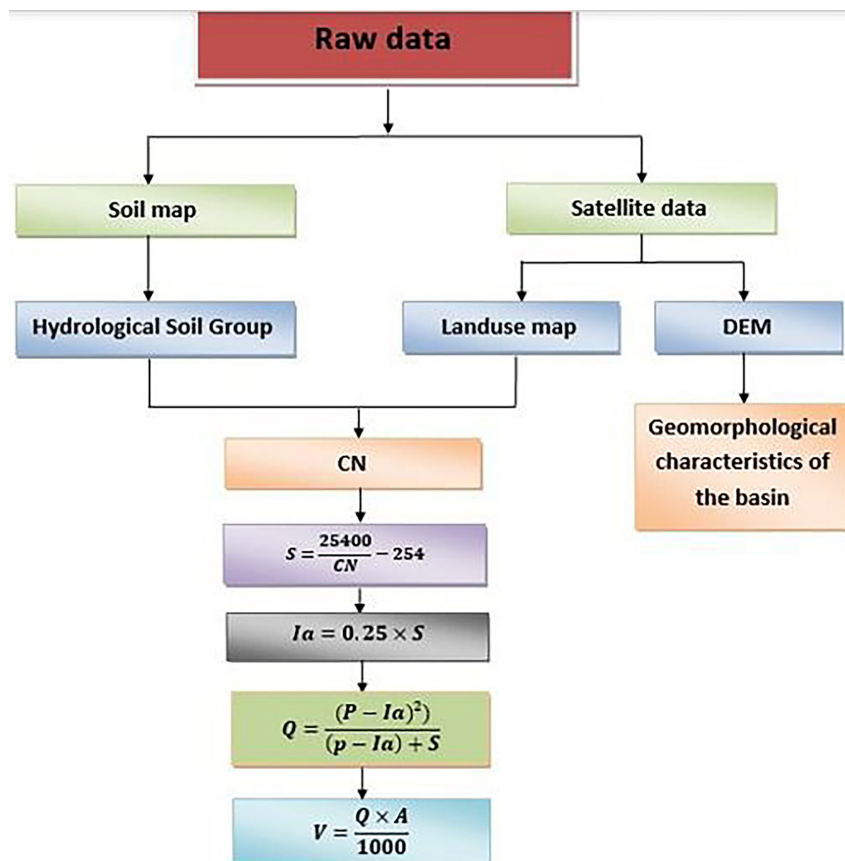 Raw data
Soil map
Satellite data
Hydrological Soil Group
Landuse map
DEM
Geomorphological
characteristics of
the basin
CN
S = 25400/CN − 254
Ia = 0.25 × S
Q = (P − Ia)²)/(p − Ia) + S
V = Q × A/1000